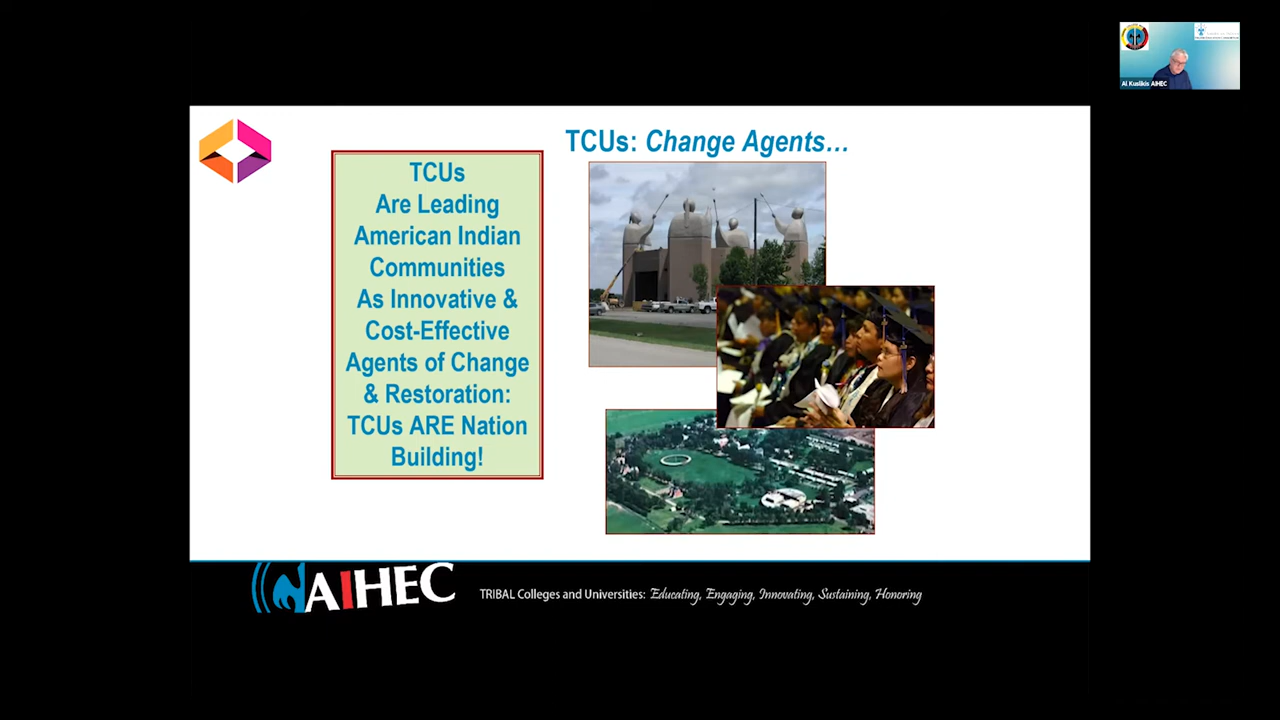 Al Kuslikis AIHEC
TCUs: Change Agents...
TCUs
Are Leading
American Indian
Communities
As Innovative &
Cost-Effective
Agents of Change
& Restoration:
TCUs ARE Nation
Building!
AIHEC
TRIBAL Colleges and Universities: Educating, Engaging, Innovating, Sustaining, Honoring